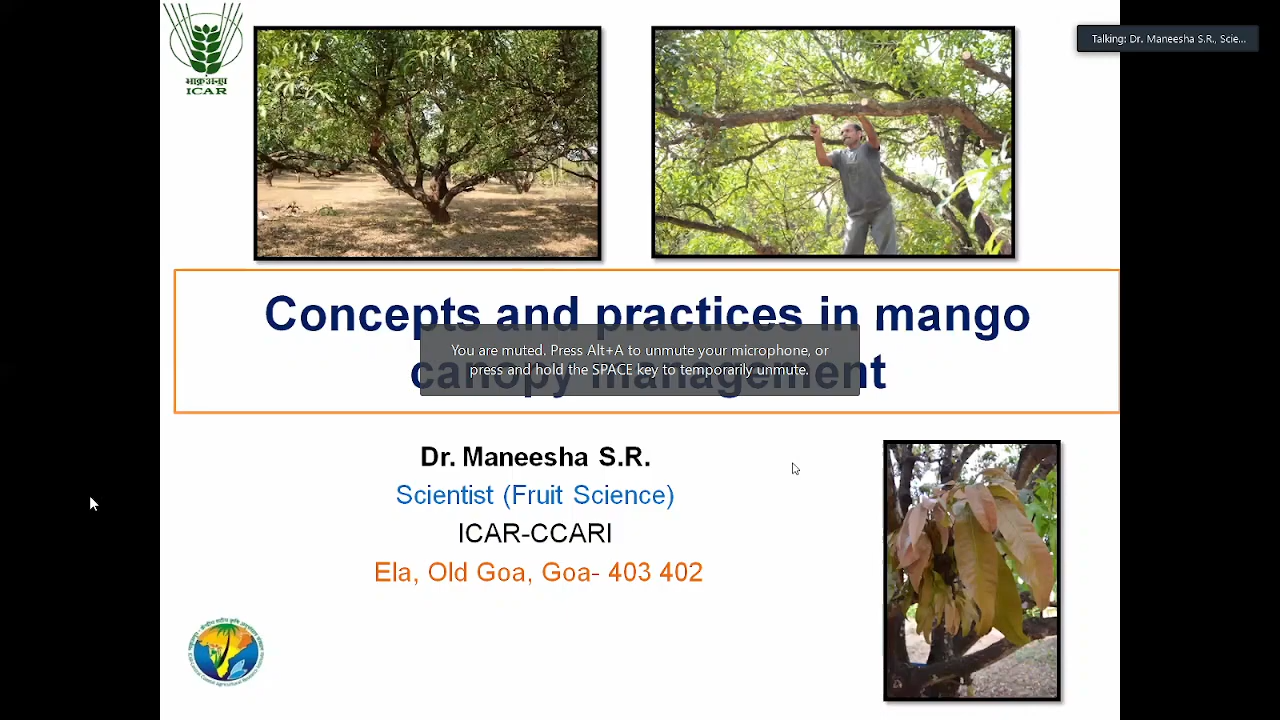 ICAR
Talking: Dr. Maneesha S.R., Scie...
Concepts and practices in mango
canopy management
You are muted. Press Alt+A to unmute your microphone, or
press and hold the SPACE key to temporarily unmute.
Dr. Maneesha S.R.
Scientist (Fruit Science)
ICAR-CCARI
Ela, Old Goa, Goa- 403 402